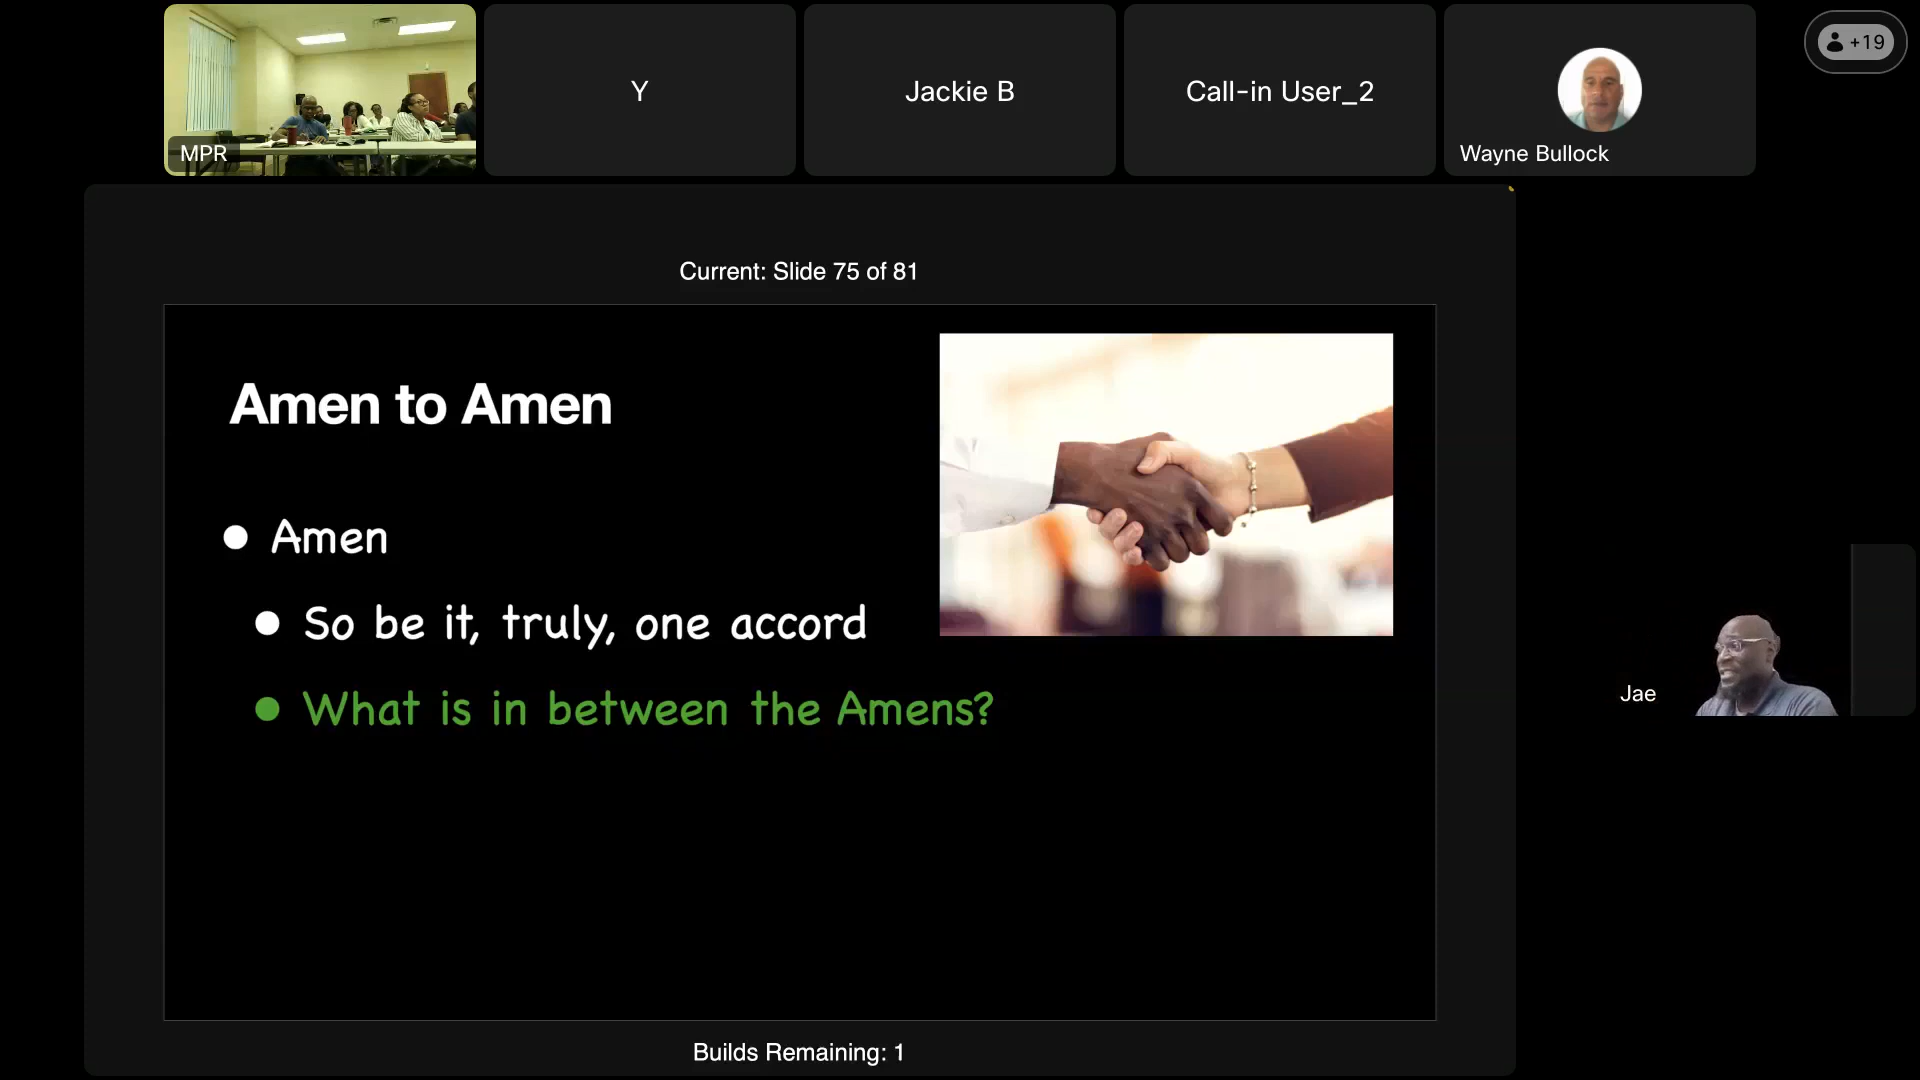 MPR
Y
Jackie B
Call-in User_2
Wayne Bullock
+19
Current: Slide 75 of 81
Amen to Amen
Amen
So be it, truly, one accord
What is in between the Amens?
Jae
Builds Remaining: 1